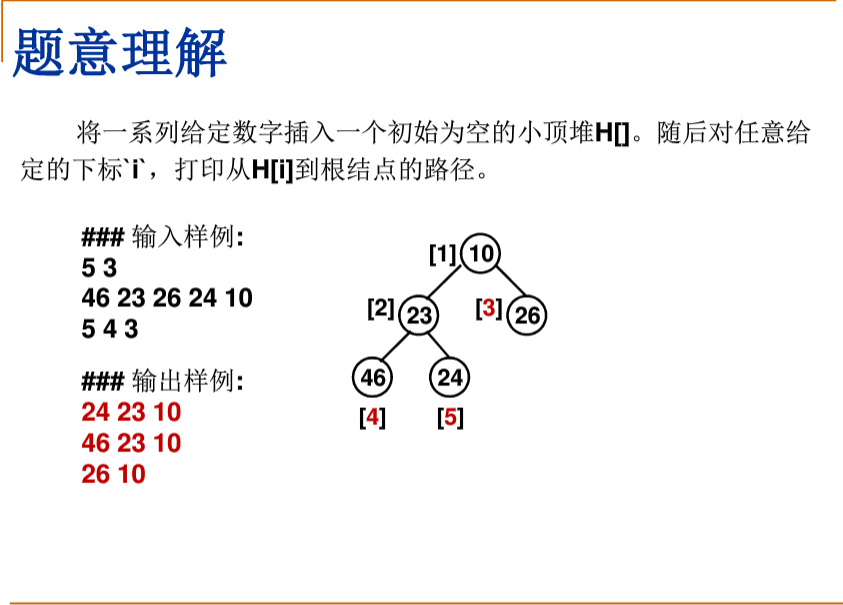 题意理解
将一系列给定数字插入一个初始为空的小顶堆H[]。随后对任意给
定的下标`i`，打印从H[i]到根结点的路径。
### 输入样例:
5 3
46 23 26 24 10
5 4 3
### 输出样例:
24 23 10
46 23 10
26 10
[1] 10
[2] 23 [3] 26
46 24
[4] [5]